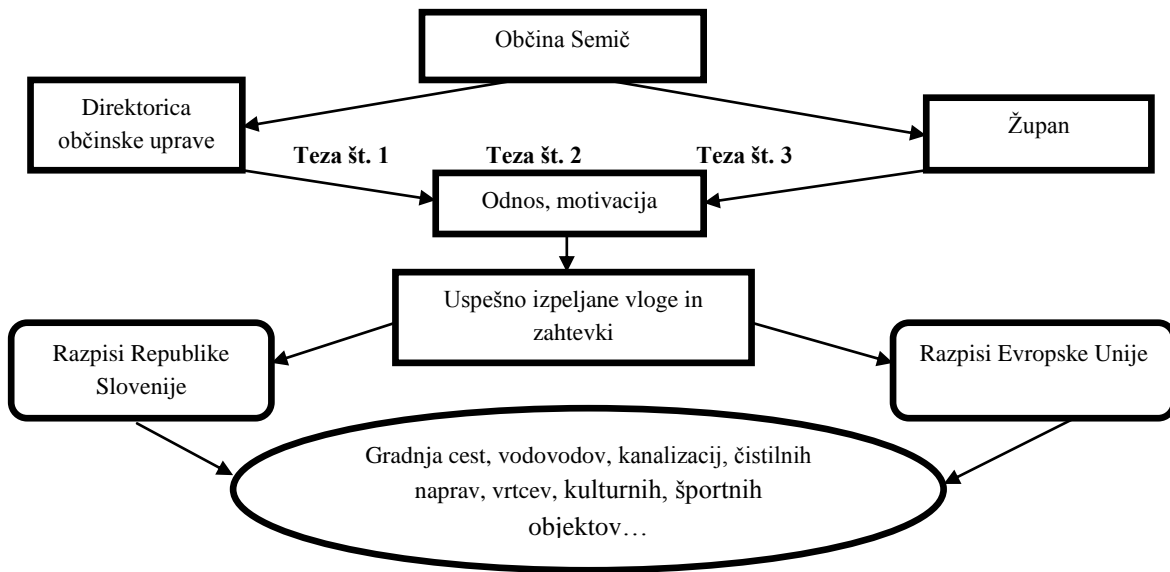 Občina Semič
Direktorica
občinske uprave
Župan
Teza št. 1
Teza št. 2
Teza št. 3
Odnos, motivacija
Uspešno izpeljane vloge in
zahtevki
Razpisi Republike
Slovenije
Razpisi Evropske Unije
Gradnja cest, vodovodov, kanalizacij, čistilnih
naprav, vrtcev, kulturnih, športnih
objektov…